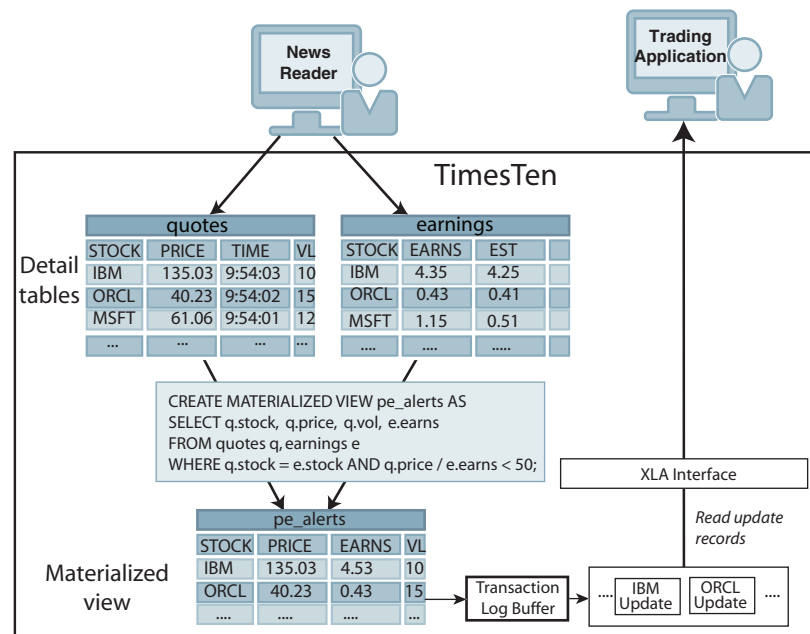 News
Reader
Trading
Application
TimesTen
Detail
tables
quotes
STOCK PRICE TIME VL
IBM 135.03 9:54:03 10
ORCL 40.23 9:54:02 15
MSFT 61.06 9:54:01 12
... ... ... ...
earnings
STOCK EARNS EST
IBM 4.35 4.25
ORCL 0.43 0.41
MSFT 1.15 0.51
.... .... .....
CREATE MATERIALIZED VIEW pe_alerts AS
SELECT q.stock, q.price, q.vol, e.earns
FROM quotes q, earnings e
WHERE q.stock = e.stock AND q.price / e.earns < 50;
XLA Interface
Read update
records
Materialized
view
pe_alerts
STOCK PRICE EARNS VL
IBM 135.03 4.53 10
ORCL 40.23 0.43 15
.... .... .... ...
Transaction
Log Buffer
....
IBM
Update
ORCL
Update
....